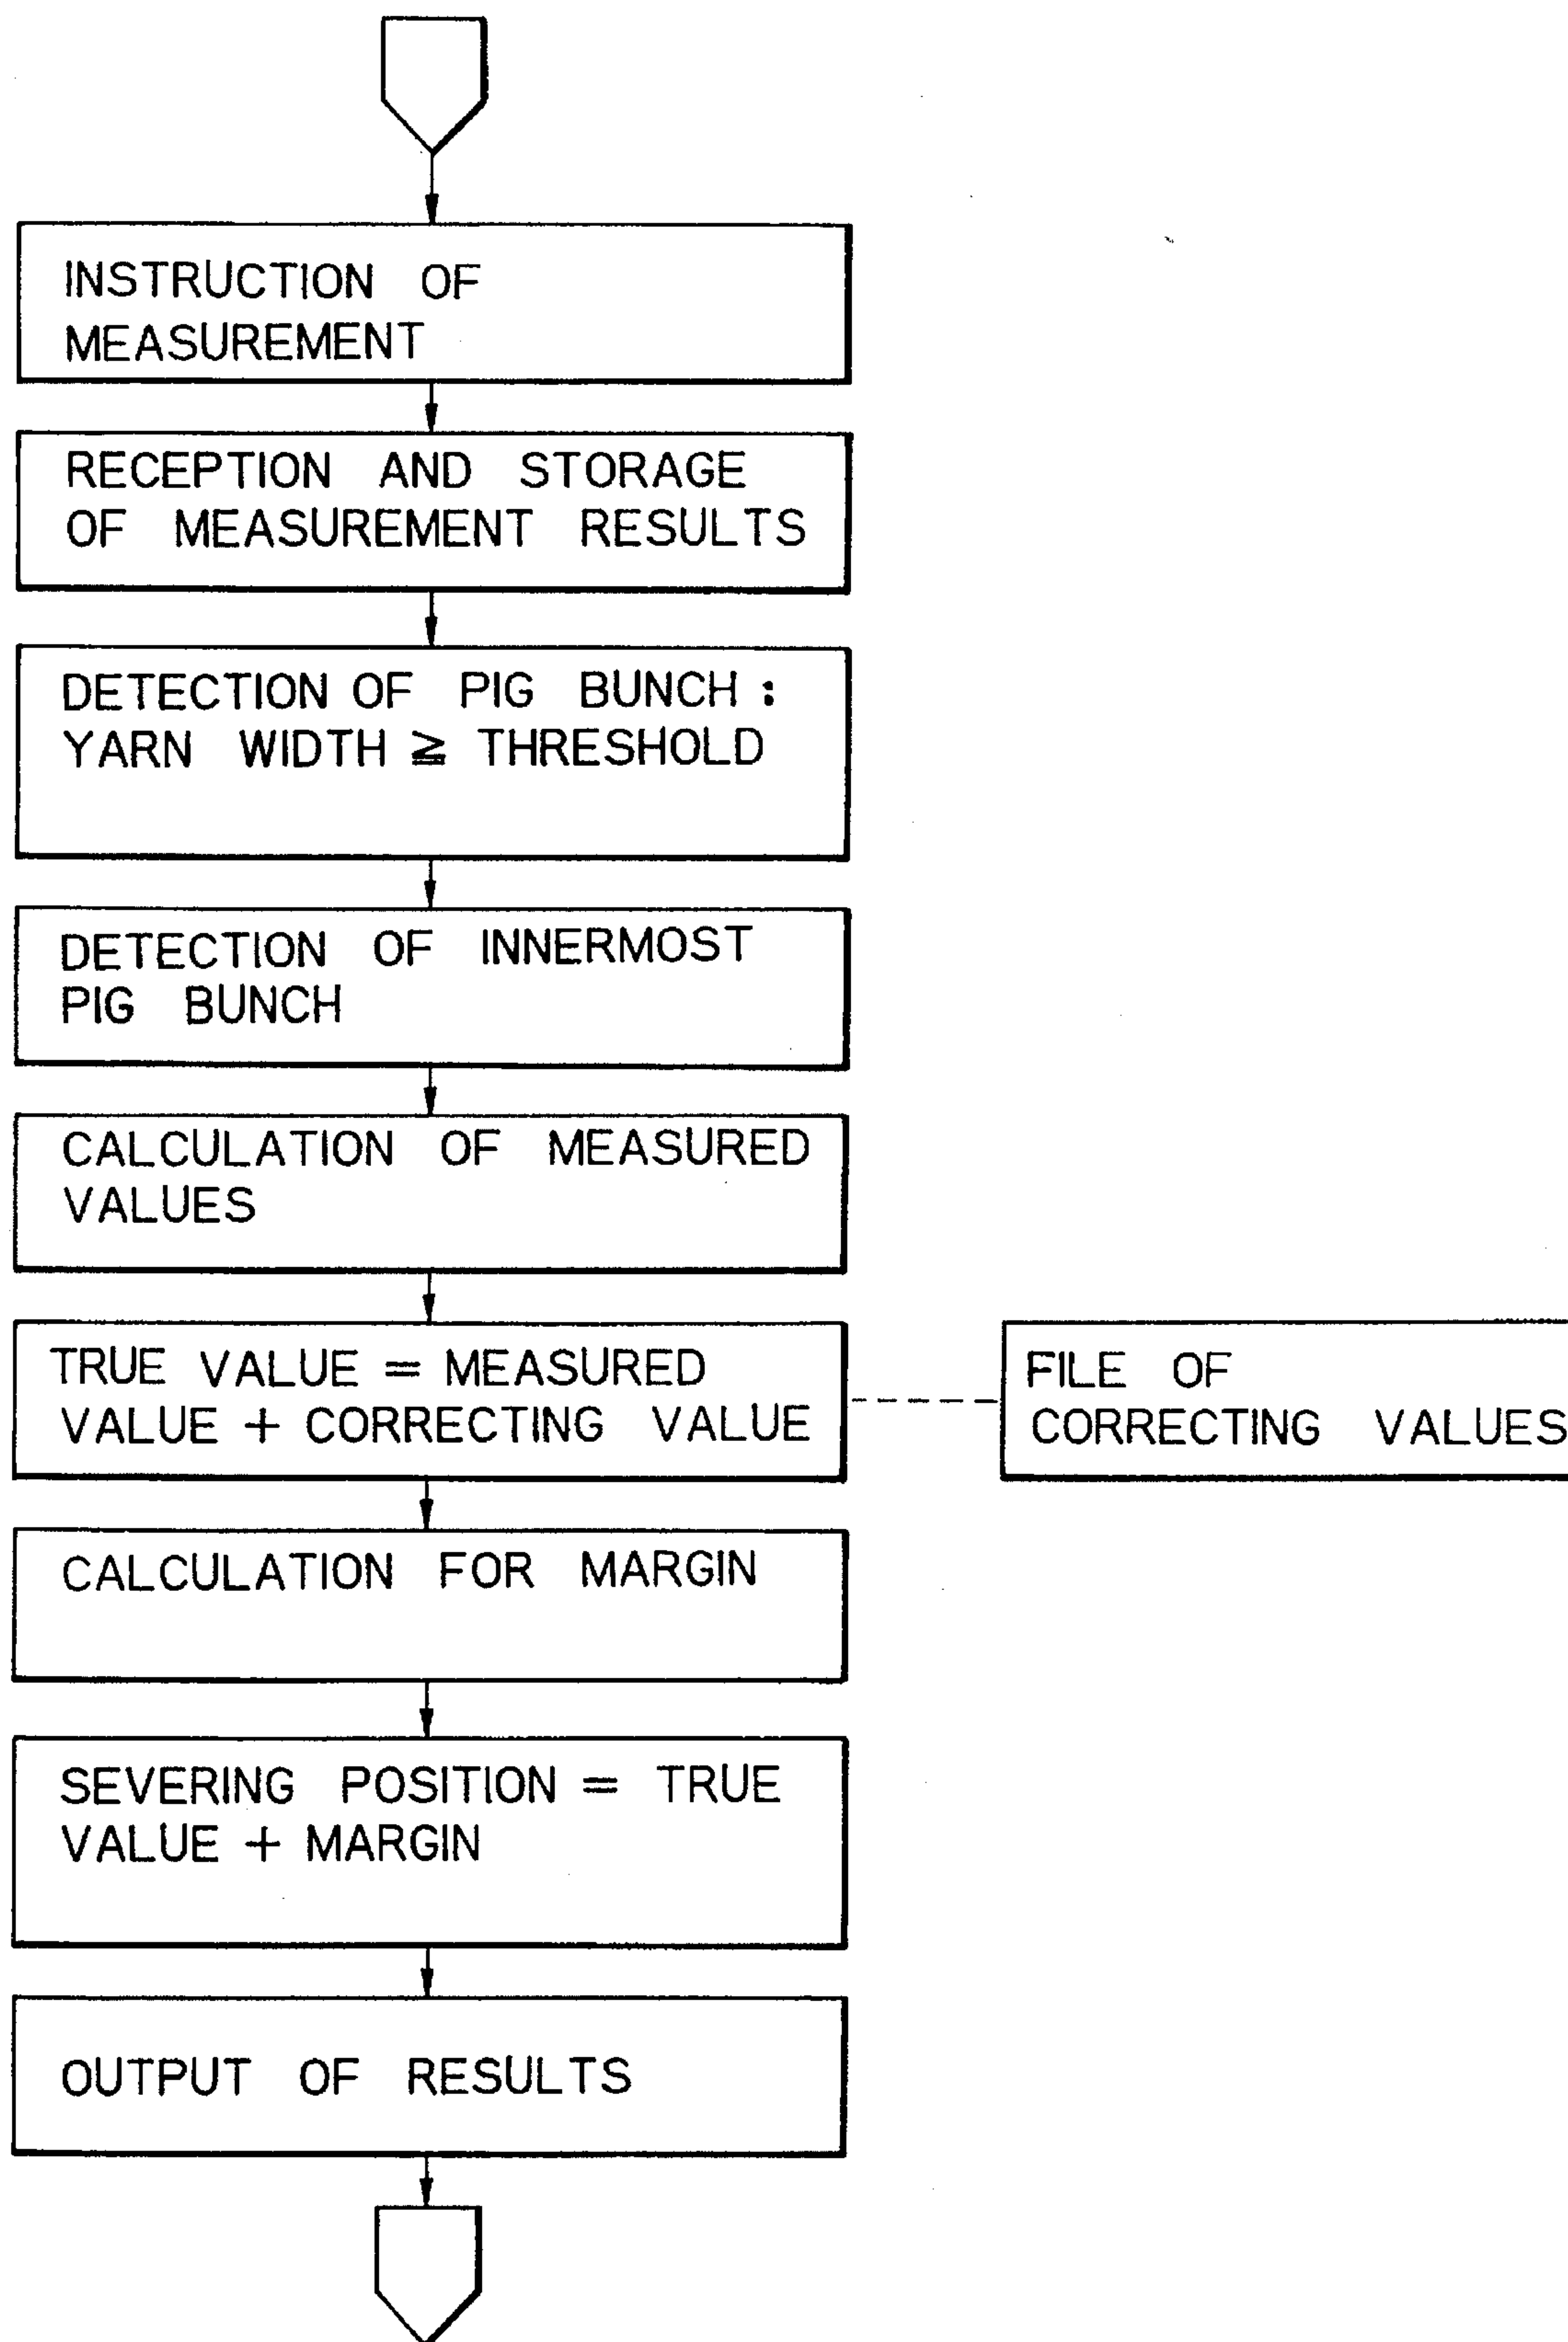 INSTRUCTION OF
MEASUREMENT
RECEPTION AND STORAGE
OF MEASUREMENT RESULTS
DETECTION OF PIG BUNCH :
YARN WIDTH ≧ THRESHOLD
DETECTION OF INNERMOST
PIG BUNCH
CALCULATION OF MEASURED
VALUES
TRUE VALUE = MEASURED
VALUE + CORRECTING VALUE
FILE OF
CORRECTING VALUES
CALCULATION FOR MARGIN
SEVERING POSITION = TRUE
VALUE + MARGIN
OUTPUT OF RESULTS